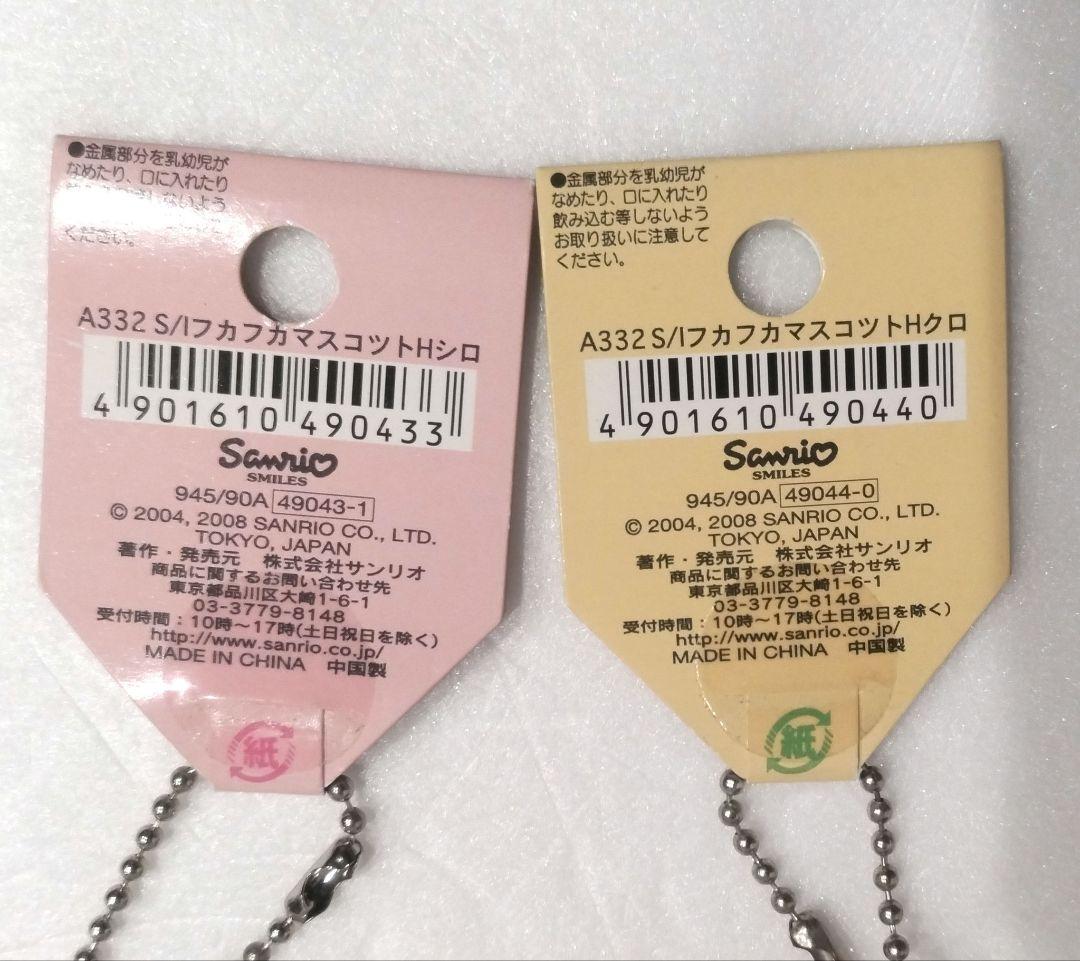 ●金属部分を乳幼児が
なめたり、口に入れたり
ないよう
ください。
A332 S/IフカフカマスコツトHシロ
4 901610 490433
Sanrio
SMILES
945/90A 49043-1
© 2004, 2008 SANRIO CO., LTD.
TOKYO, JAPAN
著作・発売元 株式会社サンリオ
商品に関するお問い合わせ先
東京都品川区大崎1-6-1
03-3779-8148
受付時間：10時～17時(土日祝日を除く)
http://www.sanrio.co.jp/
MADE IN CHINA 中国製
紙
●金属部分を乳幼児が
なめたり、口に入れたり
飲み込む等しないよう
お取り扱いに注意して
ください。
A332 S/IフカフカマスコツトHクロ
4 901610 490440
Sanrio
SMILES
945/90A 49044-0
© 2004, 2008 SANRIO CO., LTD.
TOKYO, JAPAN
著作・発売元 株式会社サンリオ
商品に関するお問い合わせ先
東京都品川区大崎1-6-1
03-3779-8148
受付時間：10時～17時(土日祝日を除く)
http://www.sanrio.co.jp/
MADE IN CHINA 中国製
紙